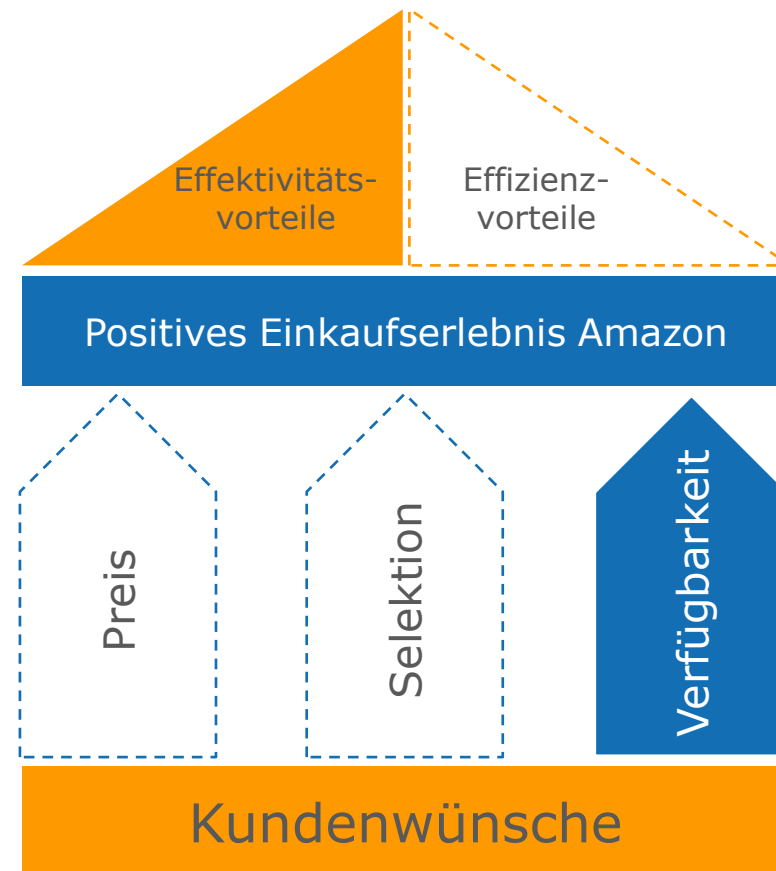 Effektivitäts-
vorteile
Effizienz-
vorteile
Positives Einkaufserlebnis Amazon
Preis
Selektion
Verfügbarkeit
Kundenwünsche